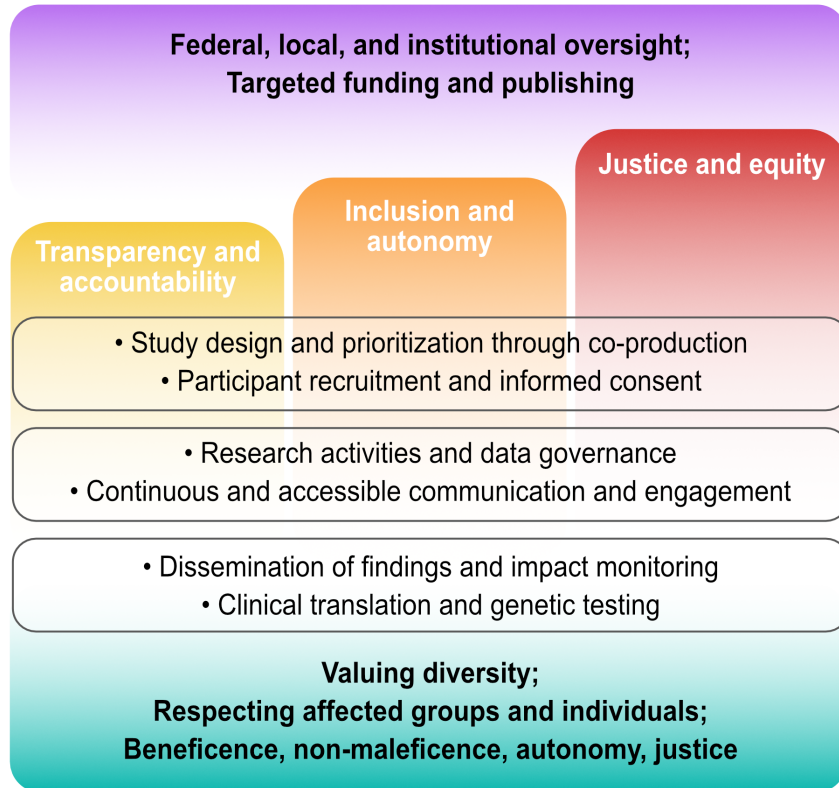 Federal, local, and institutional oversight;
Targeted funding and publishing
Justice and equity
Inclusion and
autonomy
Transparency and
accountability
• Study design and prioritization through co-production
• Participant recruitment and informed consent
• Research activities and data governance
• Continuous and accessible communication and engagement
• Dissemination of findings and impact monitoring
• Clinical translation and genetic testing
Valuing diversity;
Respecting affected groups and individuals;
Beneficence, non-maleficence, autonomy, justice